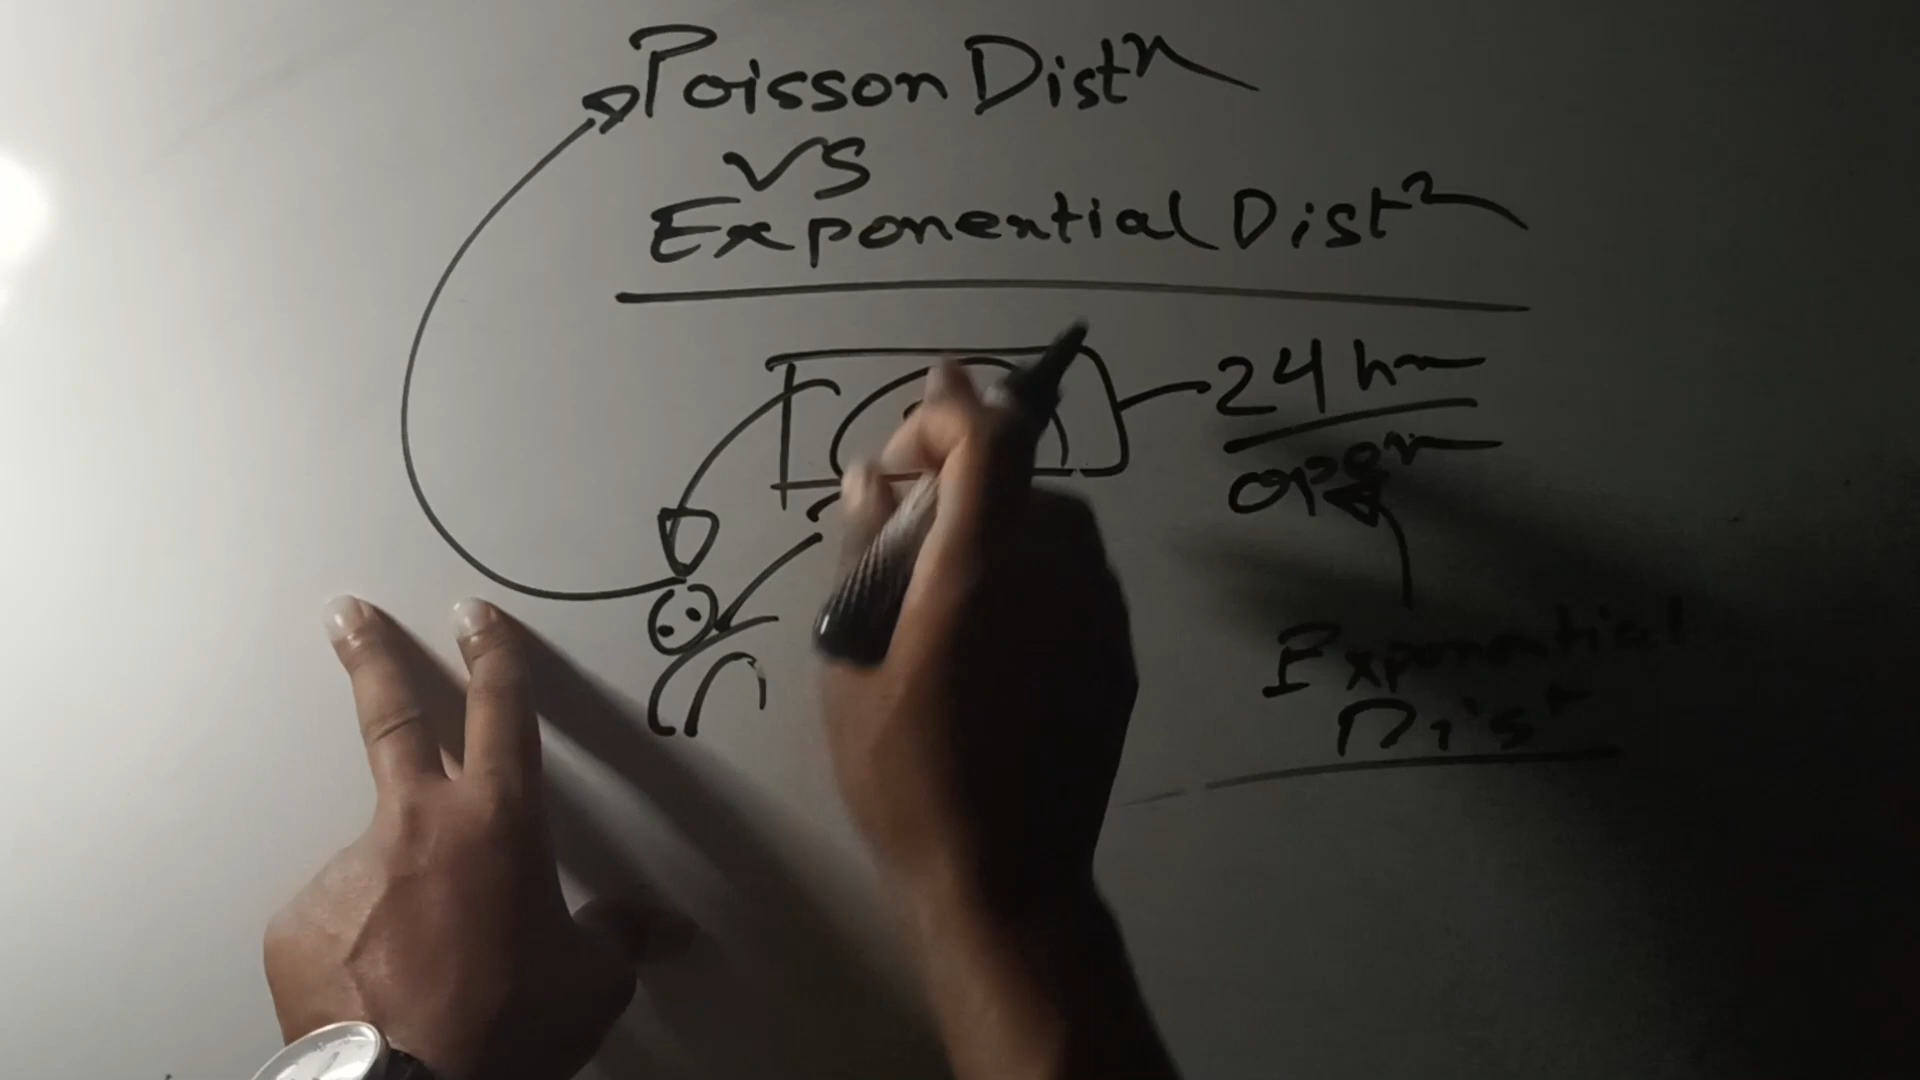 Poisson Distⁿ
VS
Exponential Distⁿ
24 hr
open
Exponential
Distⁿ